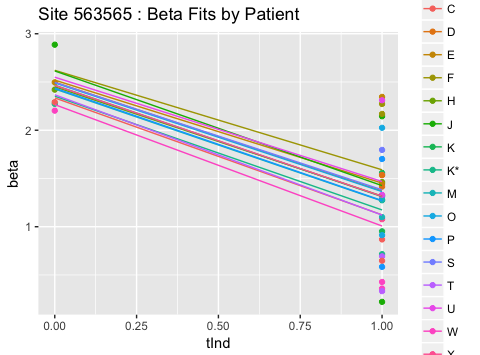 Site 563565 : Beta Fits by Patient
3
2
1
beta
0.00 0.25 0.50 0.75 1.00
tInd
C
D
E
F
H
J
K
K*
M
O
P
S
T
U
W